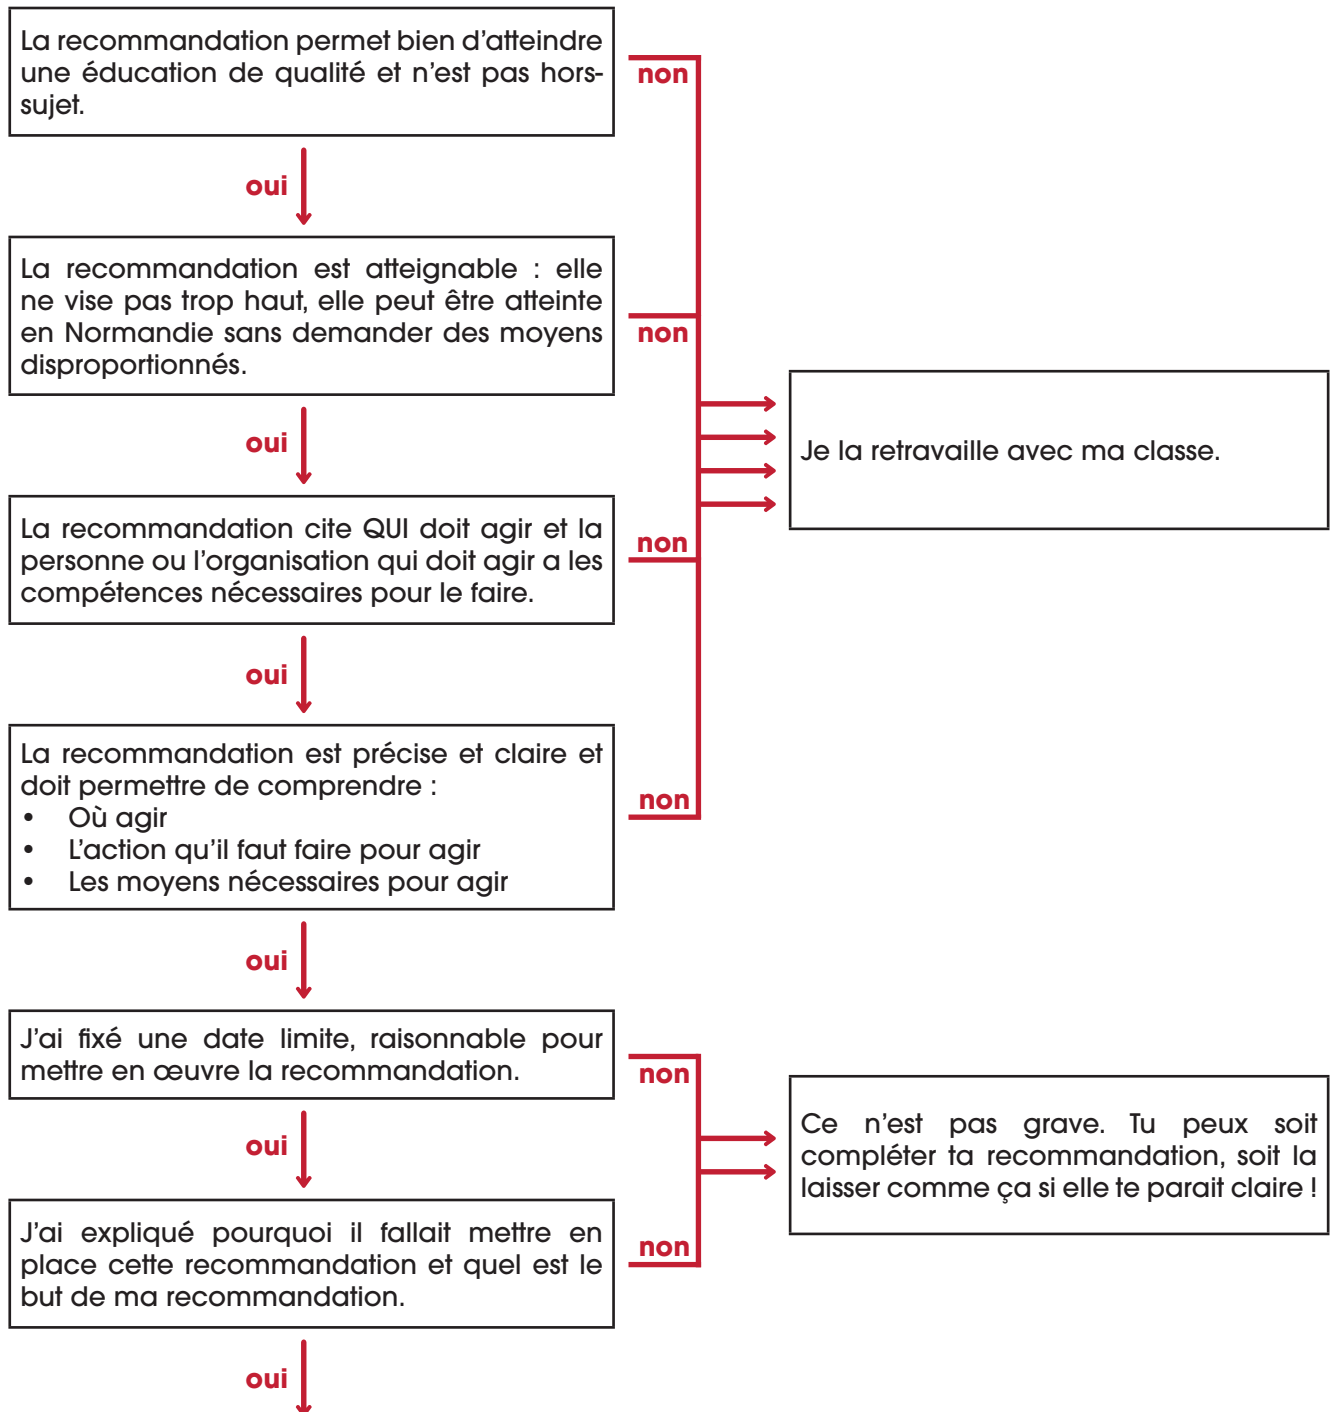 La recommandation permet bien d'atteindre
une éducation de qualité et n'est pas hors-
sujet.
non
oui
La recommandation est atteignable : elle
ne vise pas trop haut, elle peut être atteinte
en Normandie sans demander des moyens
disproportionnés.
non
oui
Je la retravaille avec ma classe.
La recommandation cite QUI doit agir et la
personne ou l'organisation qui doit agir a les
compétences nécessaires pour le faire.
non
oui
La recommandation est précise et claire et
doit permettre de comprendre :
• Où agir
• L'action qu'il faut faire pour agir
• Les moyens nécessaires pour agir
non
oui
J'ai fixé une date limite, raisonnable pour
mettre en œuvre la recommandation.
non
oui
Ce n'est pas grave. Tu peux soit
compléter ta recommandation, soit la
laisser comme ça si elle te parait claire !
J'ai expliqué pourquoi il fallait mettre en
place cette recommandation et quel est le
but de ma recommandation.
non
oui